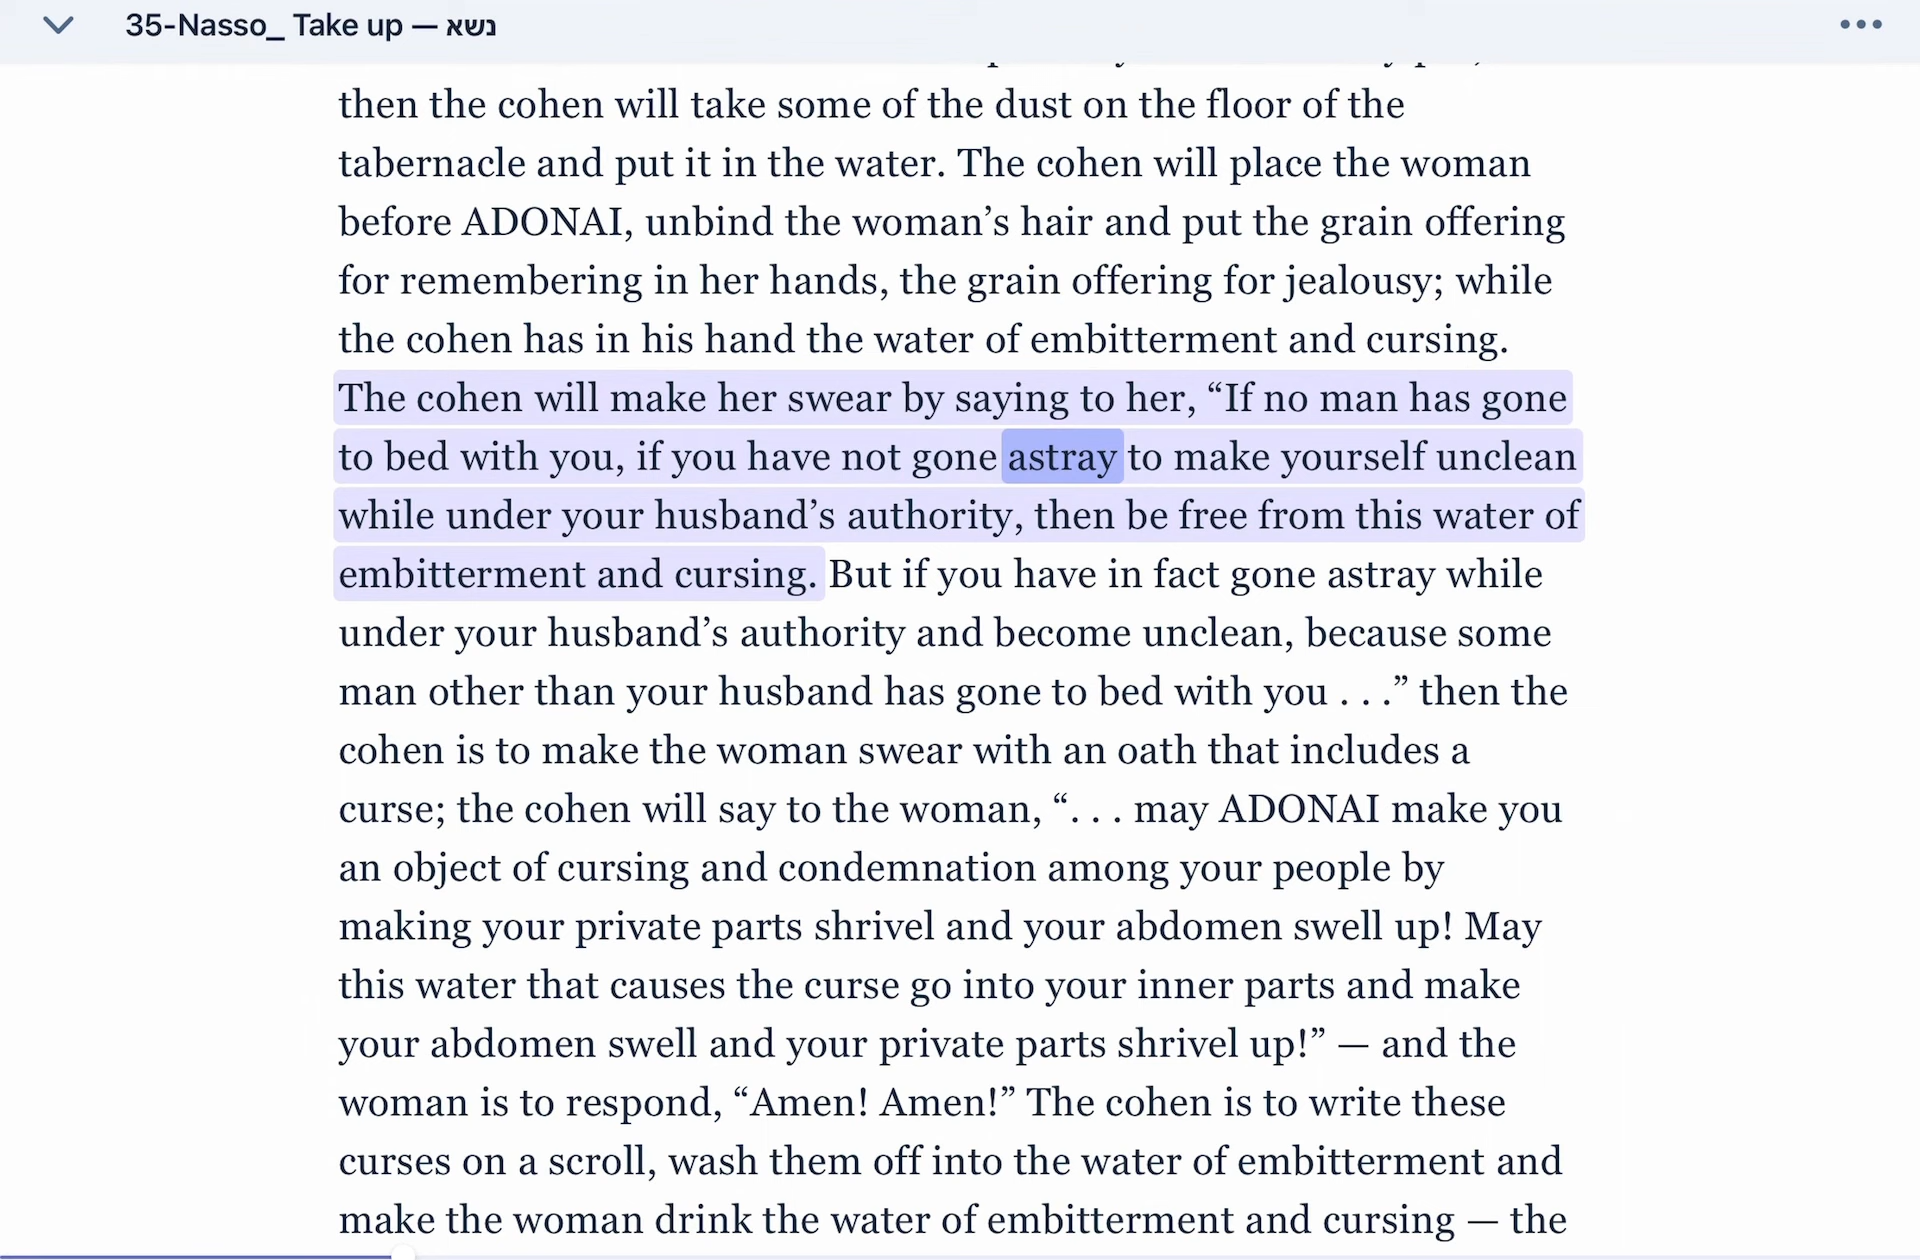 35-Nasso_ Take up — נשא
then the cohen will take some of the dust on the floor of the
tabernacle and put it in the water. The cohen will place the woman
before ADONAI, unbind the woman’s hair and put the grain offering
for remembering in her hands, the grain offering for jealousy; while
the cohen has in his hand the water of embitterment and cursing.
The cohen will make her swear by saying to her, “If no man has gone
to bed with you, if you have not gone astray to make yourself unclean
while under your husband’s authority, then be free from this water of
embitterment and cursing. But if you have in fact gone astray while
under your husband’s authority and become unclean, because some
man other than your husband has gone to bed with you . . .” then the
cohen is to make the woman swear with an oath that includes a
curse; the cohen will say to the woman, “. . . may ADONAI make you
an object of cursing and condemnation among your people by
making your private parts shrivel and your abdomen swell up! May
this water that causes the curse go into your inner parts and make
your abdomen swell and your private parts shrivel up!” — and the
woman is to respond, “Amen! Amen!” The cohen is to write these
curses on a scroll, wash them off into the water of embitterment and
make the woman drink the water of embitterment and cursing — the